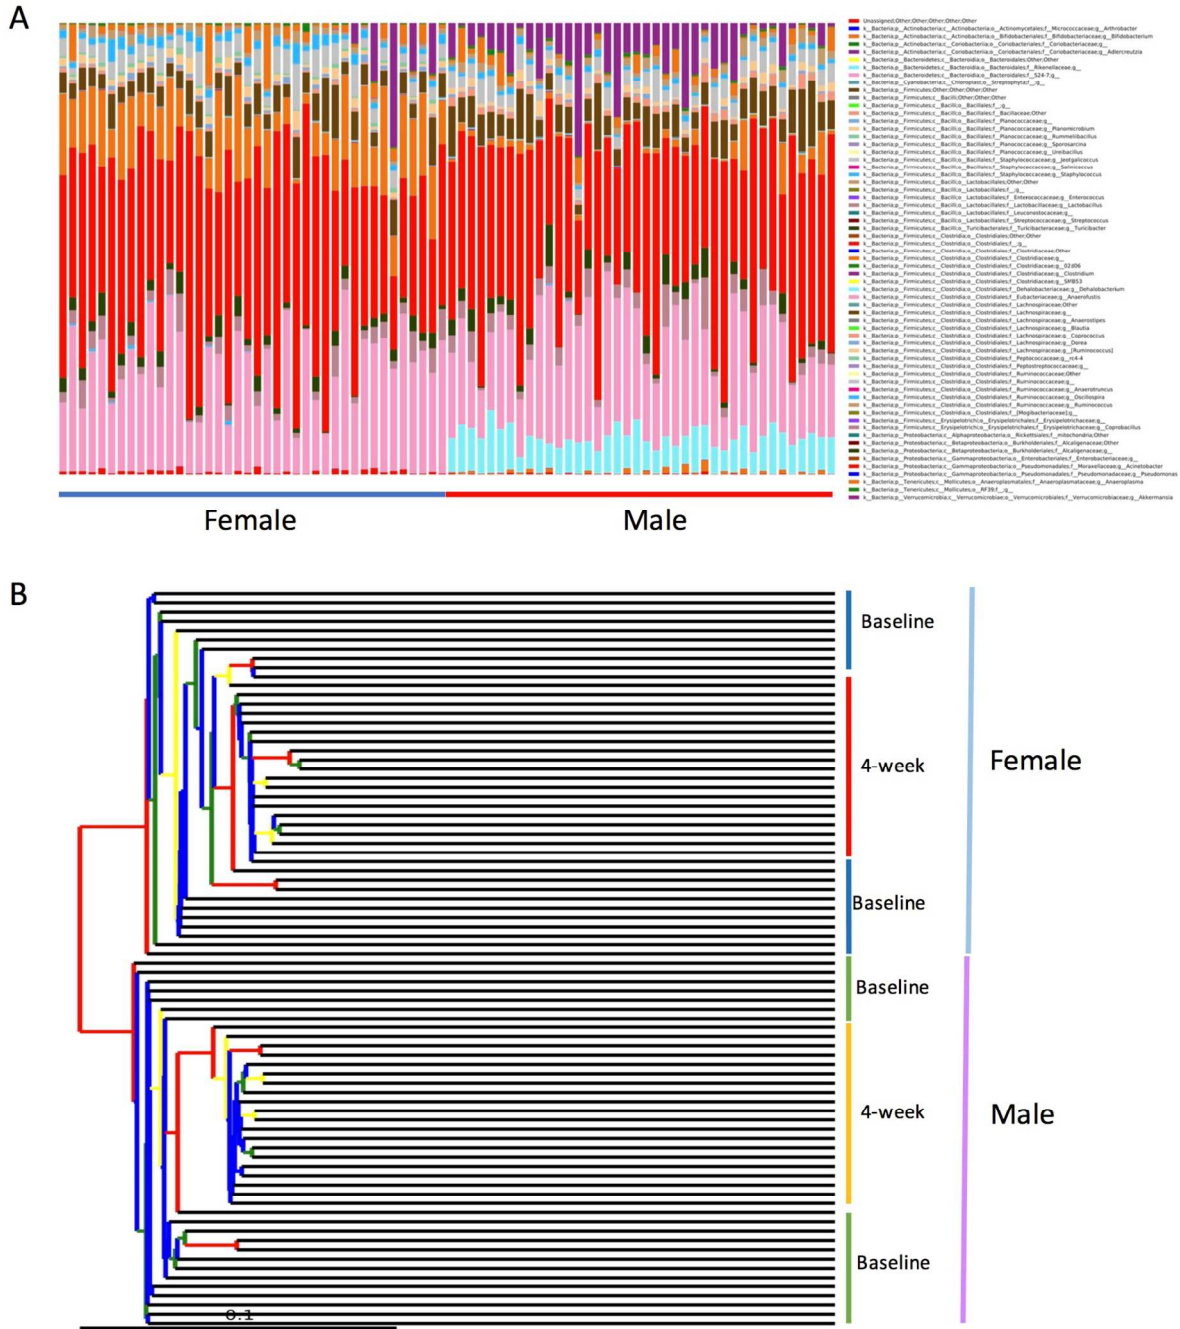 A
Unassigned;Other;Other;Other;Other;Other
k__Bacteria;p__Actinobacteria;c__Actinobacteria;o__Actinomycetales;f__Micrococcaceae;g__Arthrobacter
k__Bacteria;p__Actinobacteria;c__Actinobacteria;o__Bifidobacteriales;f__Bifidobacteriaceae;g__Bifidobacterium
k__Bacteria;p__Actinobacteria;c__Coriobacteriia;o__Coriobacteriales;f__Coriobacteriaceae;g__
k__Bacteria;p__Actinobacteria;c__Coriobacteriia;o__Coriobacteriales;f__Coriobacteriaceae;g__Adlercreutzia
k__Bacteria;p__Bacteroidetes;c__Bacteroidia;o__Bacteroidales;Other;Other
k__Bacteria;p__Bacteroidetes;c__Bacteroidia;o__Bacteroidales;f__Rikenellaceae;g__
k__Bacteria;p__Bacteroidetes;c__Bacteroidia;o__Bacteroidales;f__S24-7;g__
k__Bacteria;p__Cyanobacteria;c__Chloroplast;o__Streptophyta;f__;g__
k__Bacteria;p__Firmicutes;Other;Other;Other;Other
k__Bacteria;p__Firmicutes;c__Bacilli;Other;Other;Other
k__Bacteria;p__Firmicutes;c__Bacilli;o__Bacillales;f__;g__
k__Bacteria;p__Firmicutes;c__Bacilli;o__Bacillales;f__Bacillaceae;Other
k__Bacteria;p__Firmicutes;c__Bacilli;o__Bacillales;f__Planococcaceae;g__
k__Bacteria;p__Firmicutes;c__Bacilli;o__Bacillales;f__Planococcaceae;g__Planomicrobium
k__Bacteria;p__Firmicutes;c__Bacilli;o__Bacillales;f__Planococcaceae;g__Rummeliibacillus
k__Bacteria;p__Firmicutes;c__Bacilli;o__Bacillales;f__Planococcaceae;g__Sporosarcina
k__Bacteria;p__Firmicutes;c__Bacilli;o__Bacillales;f__Planococcaceae;g__Ureibacillus
k__Bacteria;p__Firmicutes;c__Bacilli;o__Bacillales;f__Staphylococcaceae;g__Jeotgalicoccus
k__Bacteria;p__Firmicutes;c__Bacilli;o__Bacillales;f__Staphylococcaceae;g__Salinicoccus
k__Bacteria;p__Firmicutes;c__Bacilli;o__Bacillales;f__Staphylococcaceae;g__Staphylococcus
k__Bacteria;p__Firmicutes;c__Bacilli;o__Lactobacillales;Other;Other
k__Bacteria;p__Firmicutes;c__Bacilli;o__Lactobacillales;f__;g__
k__Bacteria;p__Firmicutes;c__Bacilli;o__Lactobacillales;f__Enterococcaceae;g__Enterococcus
k__Bacteria;p__Firmicutes;c__Bacilli;o__Lactobacillales;f__Lactobacillaceae;g__Lactobacillus
k__Bacteria;p__Firmicutes;c__Bacilli;o__Lactobacillales;f__Leuconostocaceae;g__
k__Bacteria;p__Firmicutes;c__Bacilli;o__Lactobacillales;f__Streptococcaceae;g__Streptococcus
k__Bacteria;p__Firmicutes;c__Bacilli;o__Turicibacterales;f__Turicibacteraceae;g__Turicibacter
k__Bacteria;p__Firmicutes;c__Clostridia;o__Clostridiales;Other;Other
k__Bacteria;p__Firmicutes;c__Clostridia;o__Clostridiales;f__;g__
k__Bacteria;p__Firmicutes;c__Clostridia;o__Clostridiales;f__Clostridiaceae;Other
k__Bacteria;p__Firmicutes;c__Clostridia;o__Clostridiales;f__Clostridiaceae;g__
k__Bacteria;p__Firmicutes;c__Clostridia;o__Clostridiales;f__Clostridiaceae;g__02d06
k__Bacteria;p__Firmicutes;c__Clostridia;o__Clostridiales;f__Clostridiaceae;g__Clostridium
k__Bacteria;p__Firmicutes;c__Clostridia;o__Clostridiales;f__Clostridiaceae;g__SMB53
k__Bacteria;p__Firmicutes;c__Clostridia;o__Clostridiales;f__Dehalobacteriaceae;g__Dehalobacterium
k__Bacteria;p__Firmicutes;c__Clostridia;o__Clostridiales;f__Eubacteriaceae;g__Anaerofustis
k__Bacteria;p__Firmicutes;c__Clostridia;o__Clostridiales;f__Lachnospiraceae;Other
k__Bacteria;p__Firmicutes;c__Clostridia;o__Clostridiales;f__Lachnospiraceae;g__
k__Bacteria;p__Firmicutes;c__Clostridia;o__Clostridiales;f__Lachnospiraceae;g__Anaerostipes
k__Bacteria;p__Firmicutes;c__Clostridia;o__Clostridiales;f__Lachnospiraceae;g__Blautia
k__Bacteria;p__Firmicutes;c__Clostridia;o__Clostridiales;f__Lachnospiraceae;g__Coprococcus
k__Bacteria;p__Firmicutes;c__Clostridia;o__Clostridiales;f__Lachnospiraceae;g__Dorea
k__Bacteria;p__Firmicutes;c__Clostridia;o__Clostridiales;f__Lachnospiraceae;g__[Ruminococcus]
k__Bacteria;p__Firmicutes;c__Clostridia;o__Clostridiales;f__Peptococcaceae;g__rc4-4
k__Bacteria;p__Firmicutes;c__Clostridia;o__Clostridiales;f__Peptostreptococcaceae;g__
k__Bacteria;p__Firmicutes;c__Clostridia;o__Clostridiales;f__Ruminococcaceae;Other
k__Bacteria;p__Firmicutes;c__Clostridia;o__Clostridiales;f__Ruminococcaceae;g__
k__Bacteria;p__Firmicutes;c__Clostridia;o__Clostridiales;f__Ruminococcaceae;g__Anaerotruncus
k__Bacteria;p__Firmicutes;c__Clostridia;o__Clostridiales;f__Ruminococcaceae;g__Oscillospira
k__Bacteria;p__Firmicutes;c__Clostridia;o__Clostridiales;f__Ruminococcaceae;g__Ruminococcus
k__Bacteria;p__Firmicutes;c__Clostridia;o__Clostridiales;f__[Mogibacteriaceae];g__
k__Bacteria;p__Firmicutes;c__Erysipelotrichi;o__Erysipelotrichales;f__Erysipelotrichaceae;g__
k__Bacteria;p__Firmicutes;c__Erysipelotrichi;o__Erysipelotrichales;f__Erysipelotrichaceae;g__Coprobacillus
k__Bacteria;p__Proteobacteria;c__Alphaproteobacteria;o__Rickettsiales;f__mitochondria;Other
k__Bacteria;p__Proteobacteria;c__Betaproteobacteria;o__Burkholderiales;f__Alcaligenaceae;Other
k__Bacteria;p__Proteobacteria;c__Betaproteobacteria;o__Burkholderiales;f__Alcaligenaceae;g__
k__Bacteria;p__Proteobacteria;c__Gammaproteobacteria;o__Enterobacteriales;f__Enterobacteriaceae;g__
k__Bacteria;p__Proteobacteria;c__Gammaproteobacteria;o__Pseudomonadales;f__Moraxellaceae;g__Acinetobacter
k__Bacteria;p__Proteobacteria;c__Gammaproteobacteria;o__Pseudomonadales;f__Pseudomonadaceae;g__Pseudomonas
k__Bacteria;p__Tenericutes;c__Mollicutes;o__Anaeroplasmatales;f__Anaeroplasmataceae;g__Anaeroplasma
k__Bacteria;p__Tenericutes;c__Mollicutes;o__RF39;f__;g__
k__Bacteria;p__Verrucomicrobia;c__Verrucomicrobiae;o__Verrucomicrobiales;f__Verrucomicrobiaceae;g__Akkermansia
Female
Male
B
Baseline
4-week
Female
Baseline
Baseline
4-week
Male
Baseline
0.1